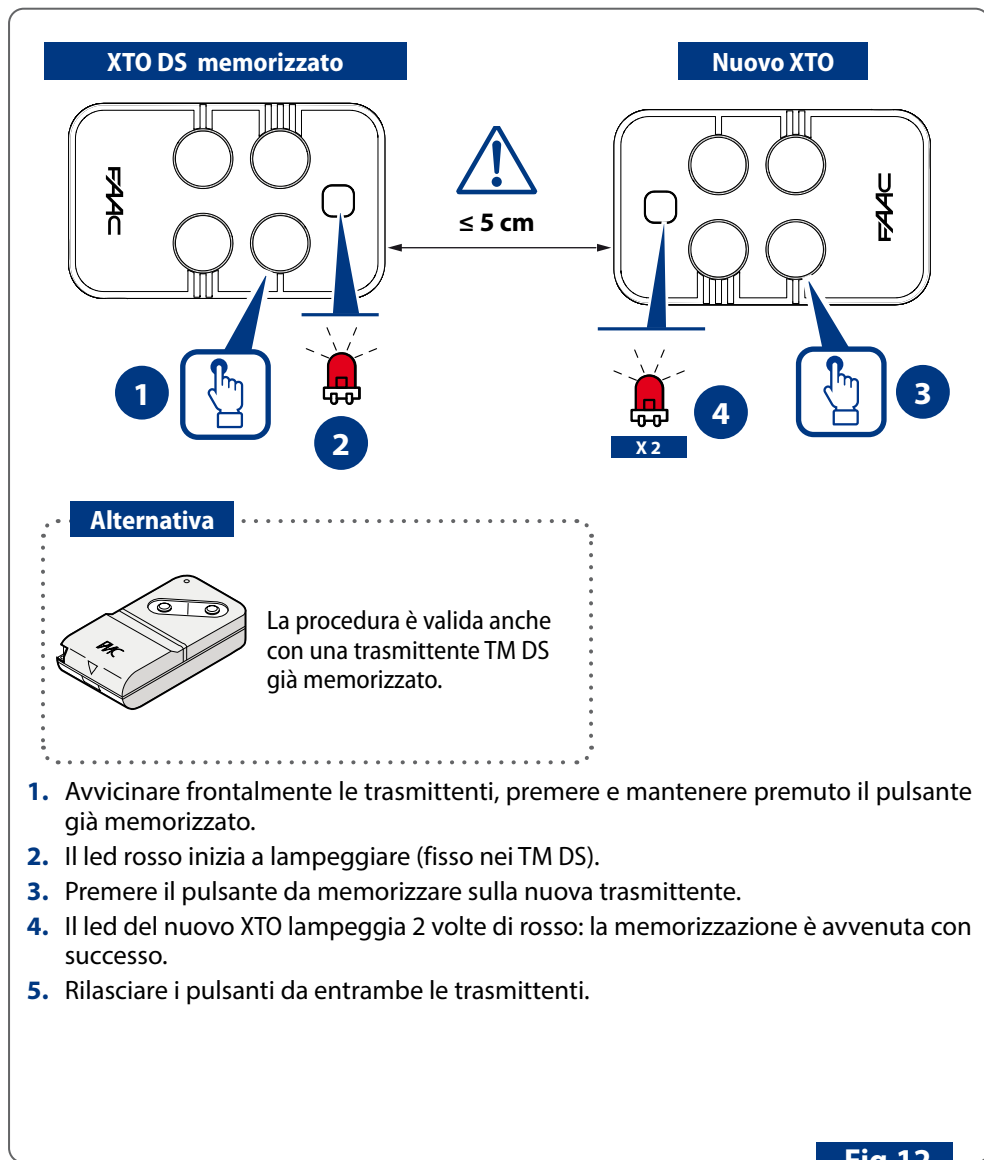 XTO DS memorizzato
Nuovo XTO
FAAC
≤ 5 cm
FAAC
1
2
X 2
4
3
Alternativa
La procedura è valida anche
con una trasmittente TM DS
già memorizzato.
1. Avvicinare frontalmente le trasmittenti, premere e mantenere premuto il pulsante
già memorizzato.
2. Il led rosso inizia a lampeggiare (fisso nei TM DS).
3. Premere il pulsante da memorizzare sulla nuova trasmittente.
4. Il led del nuovo XTO lampeggia 2 volte di rosso: la memorizzazione è avvenuta con
successo.
5. Rilasciare i pulsanti da entrambe le trasmittenti.
Fig.12